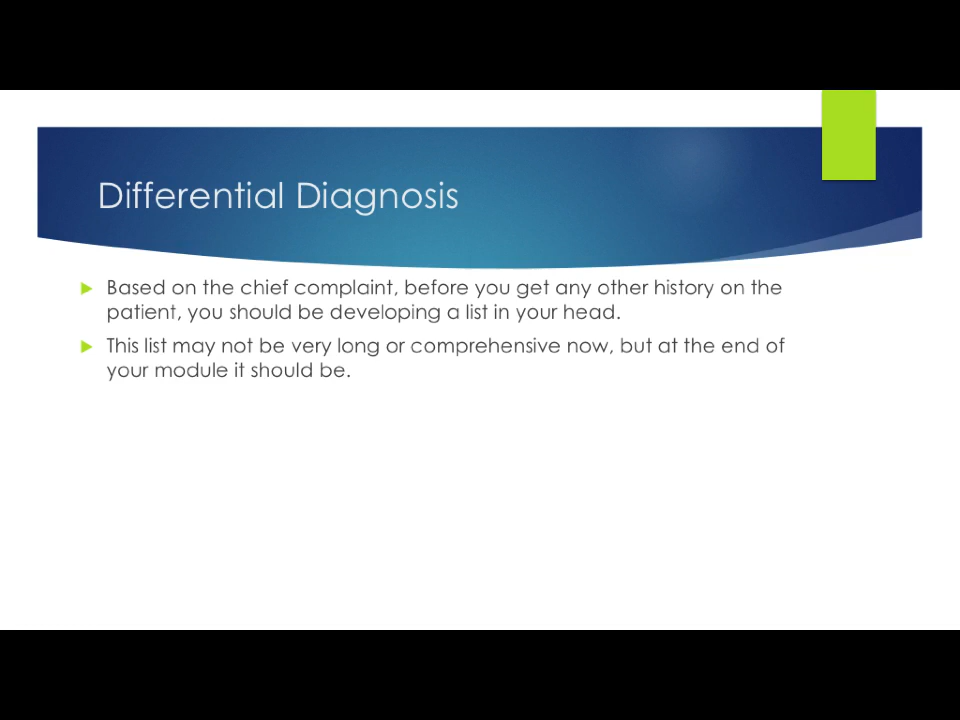 Differential Diagnosis
Based on the chief complaint, before you get any other history on the
patient, you should be developing a list in your head.
This list may not be very long or comprehensive now, but at the end of
your module it should be.